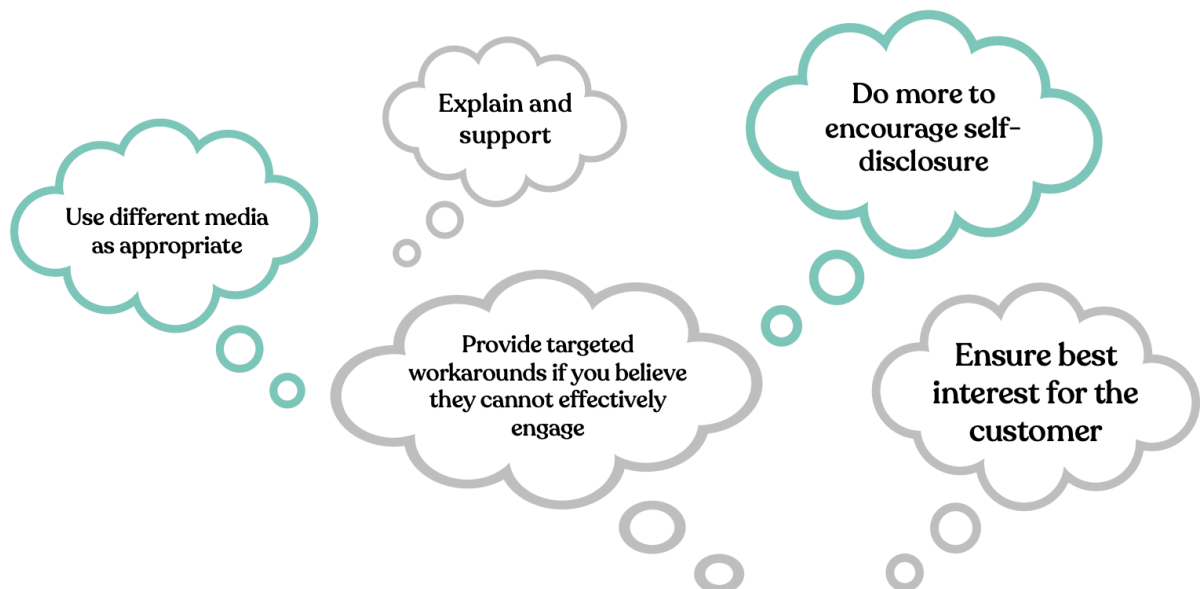 Use different media
as appropriate
Explain and
support
Do more to
encourage self-
disclosure
Provide targeted
workarounds if you believe
they cannot effectively
engage
Ensure best
interest for the
customer